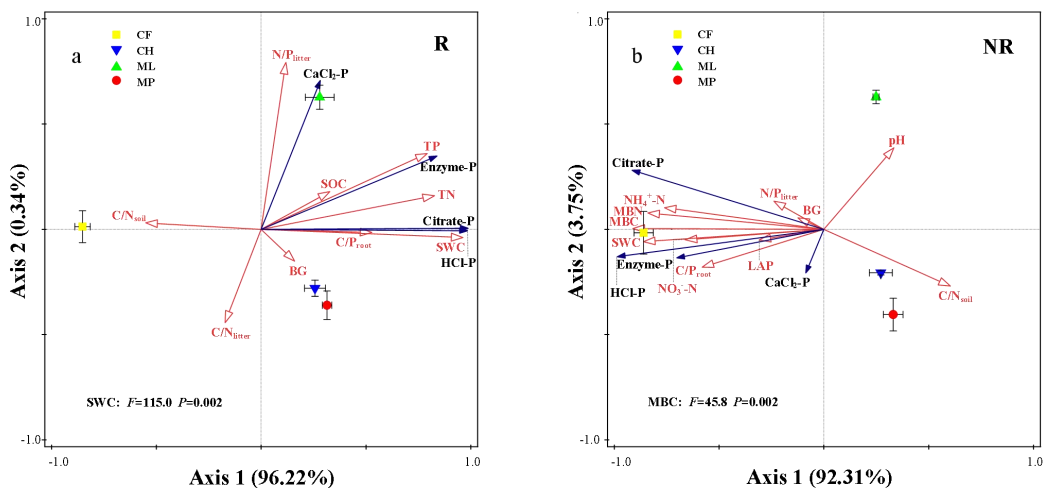 1.0
a
CF
CH
ML
MP
R
N/Plitter
CaCl2-P
TP
Enzyme-P
SOC
TN
C/Nsoil
Citrate-P
C/Proot
SWC
HCl-P
BG
C/Nlitter
SWC: F=115.0 P=0.002
Axis 2 (0.34%)
-1.0
-1.0
1.0
Axis 1 (96.22%)
1.0
b
CF
CH
ML
MP
NR
pH
Citrate-P
N/Plitter
NH4+-N
MBN
BG
MBC
SWC
Enzyme-P
C/Proot
LAP
CaCl2-P
HCl-P
NO3--N
C/Nsoil
MBC: F=45.8 P=0.002
Axis 2 (3.75%)
-1.0
-1.0
1.0
Axis 1 (92.31%)